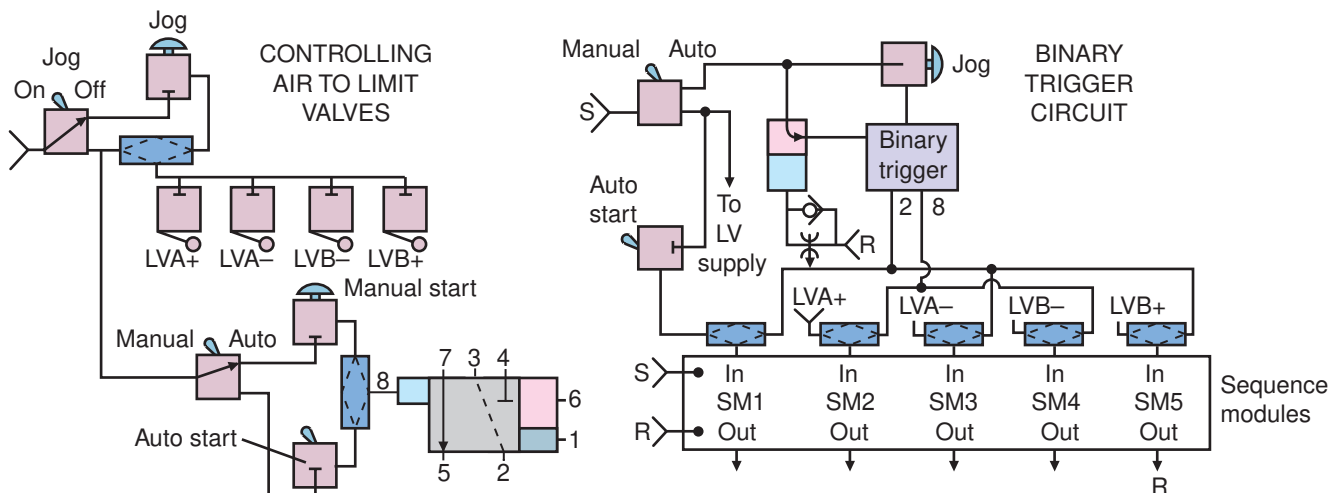 Jog
Jog
On Off
CONTROLLING
AIR TO LIMIT
VALVES
LVA+ LVA– LVB– LVB+
Manual start
Manual Auto
Auto start
8
7 3 4
6
1
5 2
Manual Auto
S
Jog
BINARY
TRIGGER
CIRCUIT
Binary
trigger
2 8
Auto
start
To
LV
supply
R
LVA+ LVA– LVB– LVB+
S
R
In In In In In
SM1 SM2 SM3 SM4 SM5
Out Out Out Out Out
Sequence
modules
R